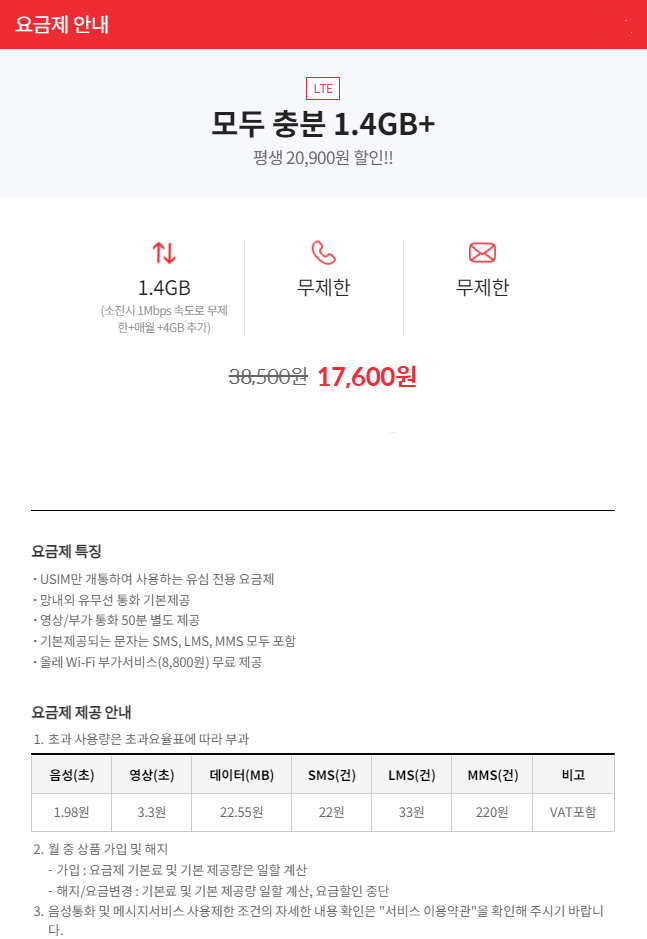 요금제 안내
LTE
모두 충분 1.4GB+
평생 20,900원 할인!!
1.4GB
(소진시 1Mbps 속도로 무제
한+매월 +4GB 추가)
무제한
무제한
38,500원 17,600원
요금제 특징
· USIM만 개통하여 사용하는 유심 전용 요금제
· 망내외 유무선 통화 기본제공
· 영상/부가 통화 50분 별도 제공
· 기본제공되는 문자는 SMS, LMS, MMS 모두 포함
· 올레 Wi-Fi 부가서비스(8,800원) 무료 제공
요금제 제공 안내
1. 초과 사용량은 초과요율표에 따라 부과
음성(초) 영상(초) 데이터(MB) SMS(건) LMS(건) MMS(건) 비고
1.98원 3.3원 22.55원 22원 33원 220원 VAT포함
2. 월 중 상품 가입 및 해지
- 가입 : 요금제 기본료 및 기본 제공량은 일할 계산
- 해지/요금변경 : 기본료 및 기본 제공량 일할 계산, 요금할인 중단
3. 음성통화 및 메시지서비스 사용제한 조건의 자세한 내용 확인은 "서비스 이용약관"을 확인해 주시기 바랍니
다.